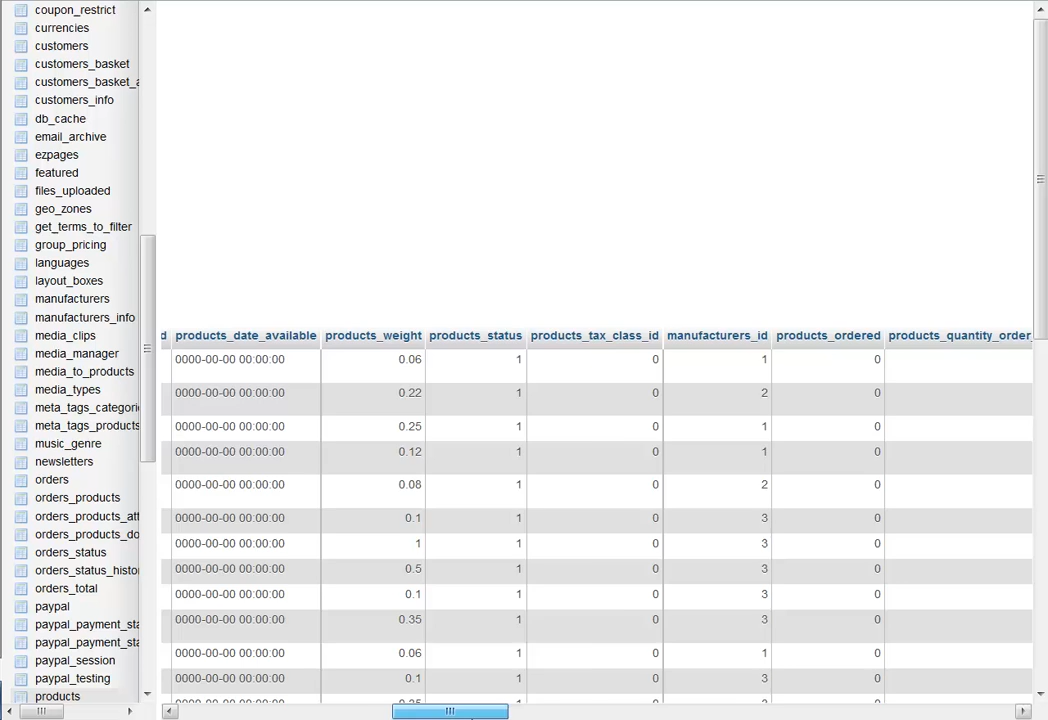 coupon_restrict
currencies
customers
customers_basket
customers_basket_a
customers_info
db_cache
email_archive
ezpages
featured
files_uploaded
geo_zones
get_terms_to_filter
group_pricing
languages
layout_boxes
manufacturers
manufacturers_info
media_clips
media_manager
media_to_products
media_types
meta_tags_categori
meta_tags_products
music_genre
newsletters
orders
orders_products
orders_products_att
orders_products_do
orders_status
orders_status_histo
orders_total
paypal
paypal_payment_sta
paypal_payment_sta
paypal_session
paypal_testing
products
d products_date_available products_weight products_status products_tax_class_id manufacturers_id products_ordered products_quantity_order
0000-00-00 00:00:00 0.06 1 0 1 0
0000-00-00 00:00:00 0.22 1 0 2 0
0000-00-00 00:00:00 0.25 1 0 1 0
0000-00-00 00:00:00 0.12 1 0 1 0
0000-00-00 00:00:00 0.08 1 0 2 0
0000-00-00 00:00:00 0.1 1 0 3 0
0000-00-00 00:00:00 1 1 0 3 0
0000-00-00 00:00:00 0.5 1 0 3 0
0000-00-00 00:00:00 0.1 1 0 3 0
0000-00-00 00:00:00 0.35 1 0 3 0
0000-00-00 00:00:00 0.06 1 0 1 0
0000-00-00 00:00:00 0.1 1 0 3 0